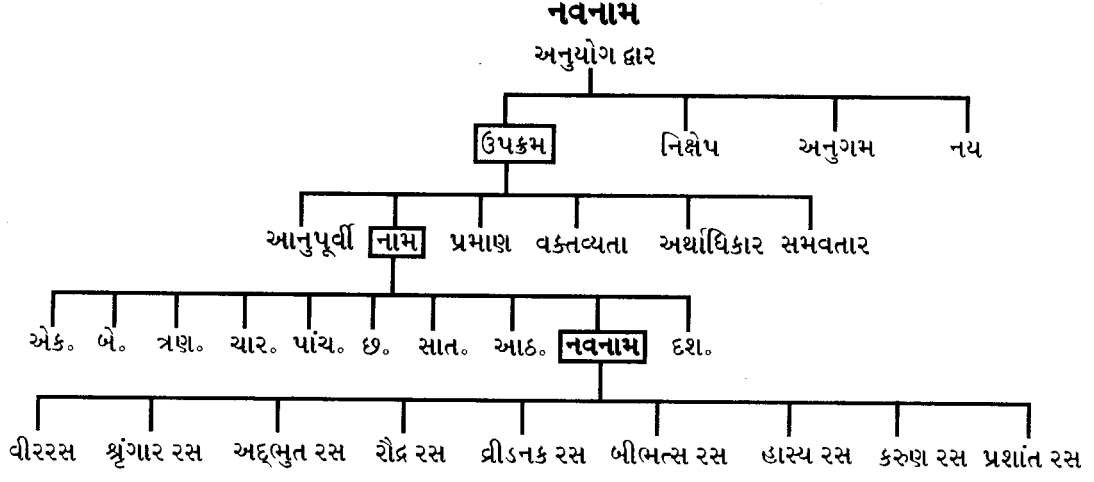 નવનામ
અનુયોગ દ્વાર
ઉપક્રમ નિક્ષેપ અનુગમ નય
આનુપૂર્વી નામ પ્રમાણ વક્તવ્યતા અર્થાધિકાર સમવતાર
એક૰ બે૰ ત્રણ૰ ચાર૰ પાંચ૰ છ૰ સાત૰ આઠ૰ નવનામ દશ૰
વીરરસ શ્રૃંગાર રસ અદ્ભુત રસ રૌદ્ર રસ વ્રીડનક રસ બીભત્સ રસ હાસ્ય રસ કરુણ રસ પ્રશાંત રસ